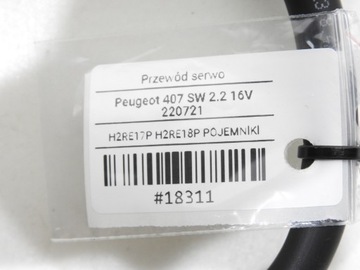 Przewód serwo
Peugeot 407 SW 2.2 16V
220721
H2RE17P H2RE18P POJEMNIKI
#18311